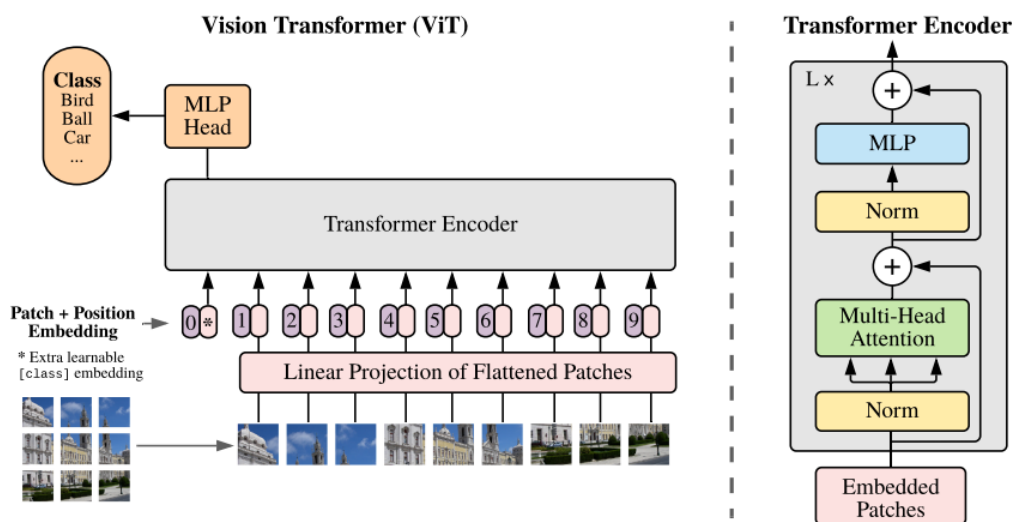 Vision Transformer (ViT)
Class
Bird
Ball
Car
...
MLP
Head
Transformer Encoder
Patch + Position
Embedding
0 * 1 2 3 4 5 6 7 8 9
* Extra learnable
[class] embedding
Linear Projection of Flattened Patches
Transformer Encoder
L x
+
MLP
Norm
+
Multi-Head
Attention
Norm
Embedded
Patches